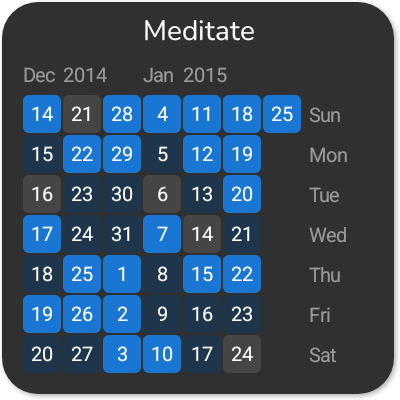 Meditate
Dec 2014 Jan 2015
14 21 28 4 11 18 25 Sun
15 22 29 5 12 19 Mon
16 23 30 6 13 20 Tue
17 24 31 7 14 21 Wed
18 25 1 8 15 22 Thu
19 26 2 9 16 23 Fri
20 27 3 10 17 24 Sat